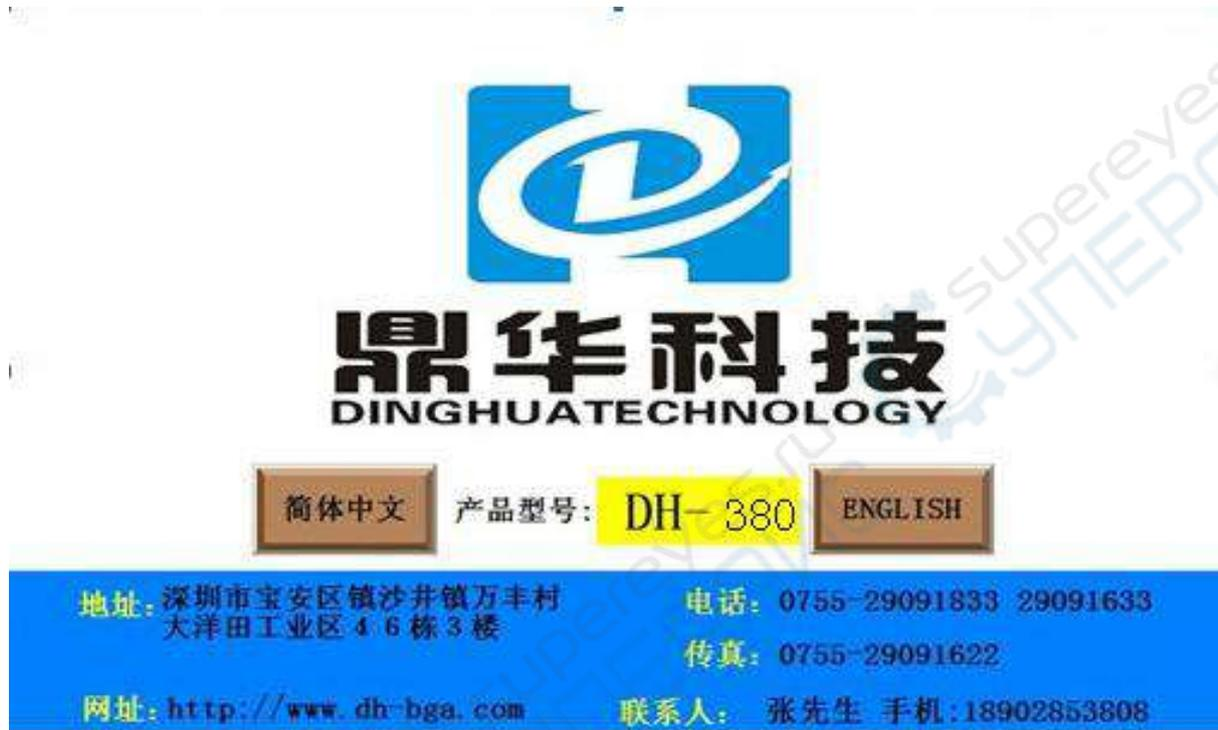 鼎华科技
DINGHUATECHNOLOGY
简体中文 产品型号: DH-380 ENGLISH
地址:深圳市宝安区镇沙井镇万丰村
大洋田工业区46栋3楼
电话: 0755-29091833 29091633
传真: 0755-29091622
网址:http://www.dh-bga.com
联系人: 张先生 手机:18902853808
supereyes.ru